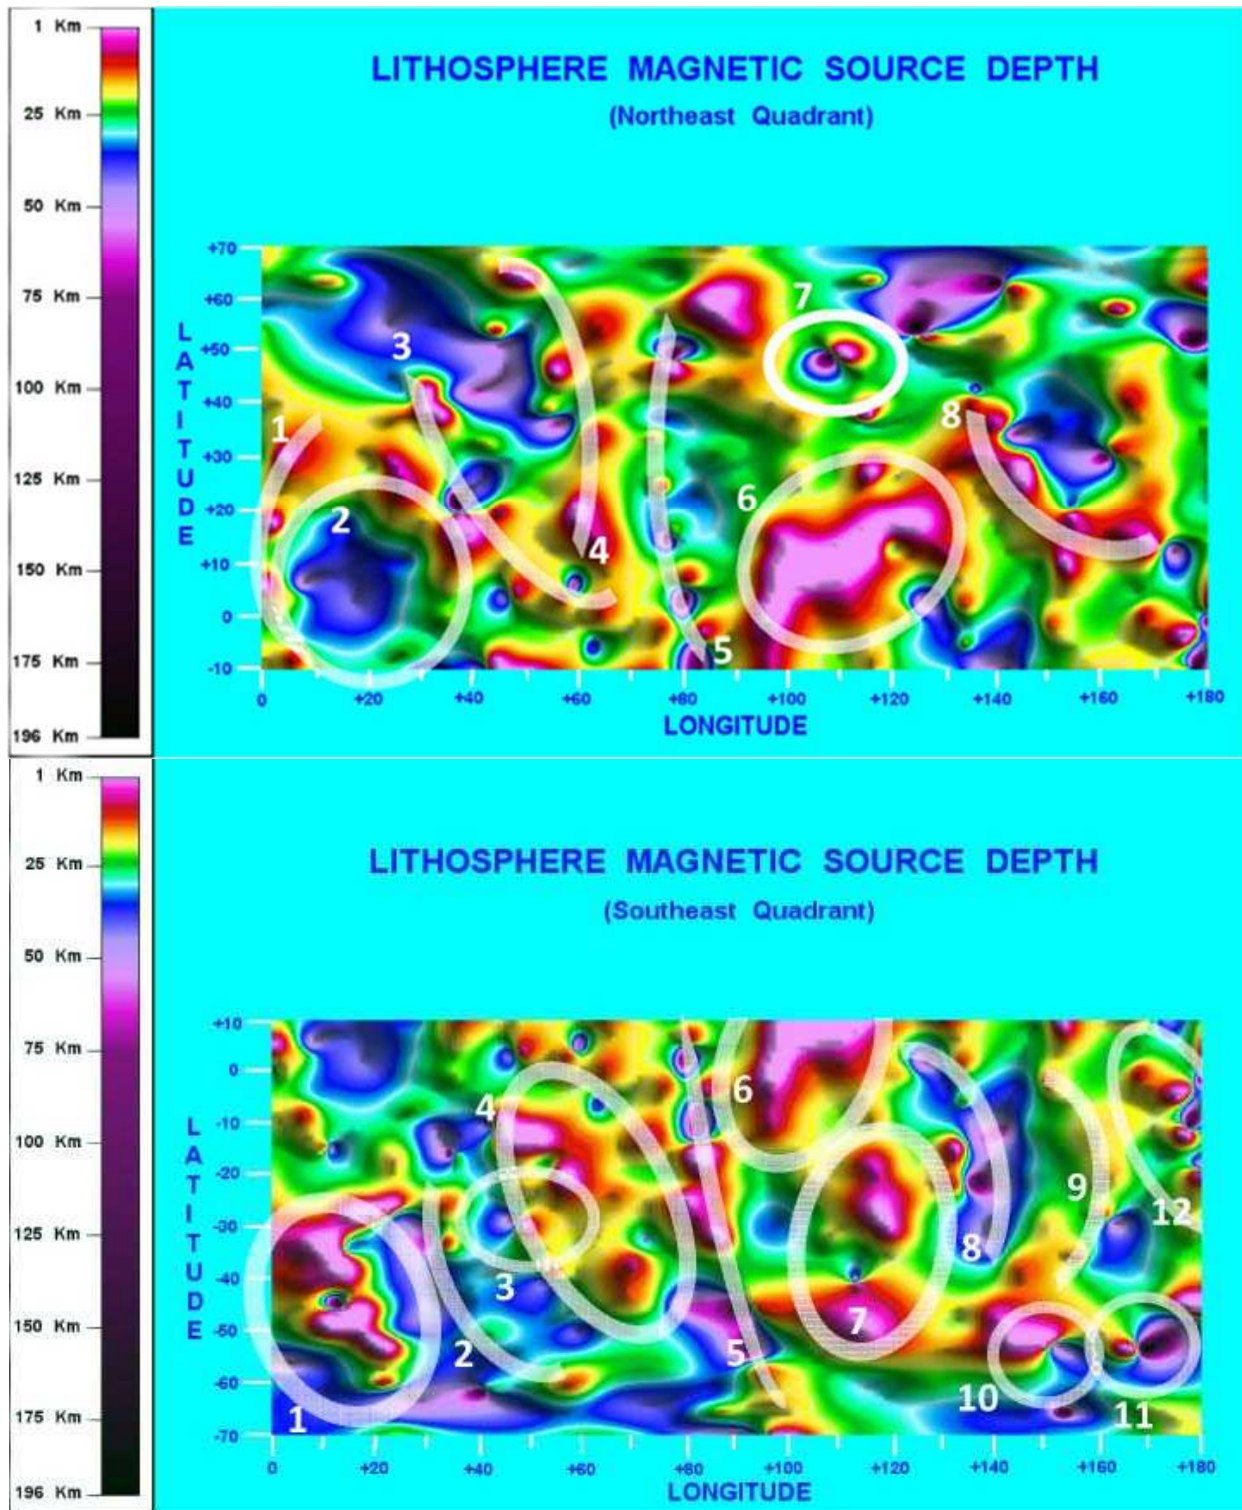 LITHOSPHERE MAGNETIC SOURCE DEPTH
(Northeast Quadrant)
1 Km
25 Km
50 Km
75 Km
100 Km
125 Km
150 Km
175 Km
196 Km
LATITUDE
+70
+60
+50
+40
+30
+20
+10
0
-10
1
2
3
4
5
6
7
8
0 +20 +40 +60 +80 +100 +120 +140 +160 +180
LONGITUDE
LITHOSPHERE MAGNETIC SOURCE DEPTH
(Southeast Quadrant)
1 Km
25 Km
50 Km
75 Km
100 Km
125 Km
150 Km
175 Km
196 Km
LATITUDE
+10
0
-10
-20
-30
-40
-50
-60
-70
1
2
3
4
5
6
7
8
9
10
11
12
0 +20 +40 +60 +80 +100 +120 +140 +160 +180
LONGITUDE